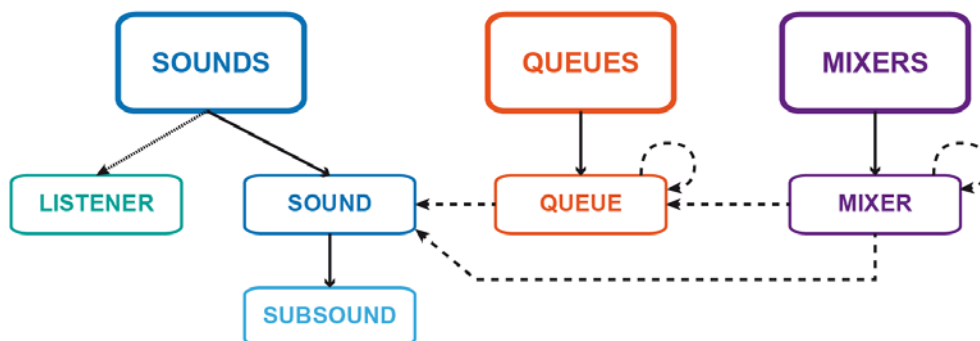 SOUNDS
QUEUES
MIXERS
LISTENER
SOUND
QUEUE
MIXER
SUBSOUND